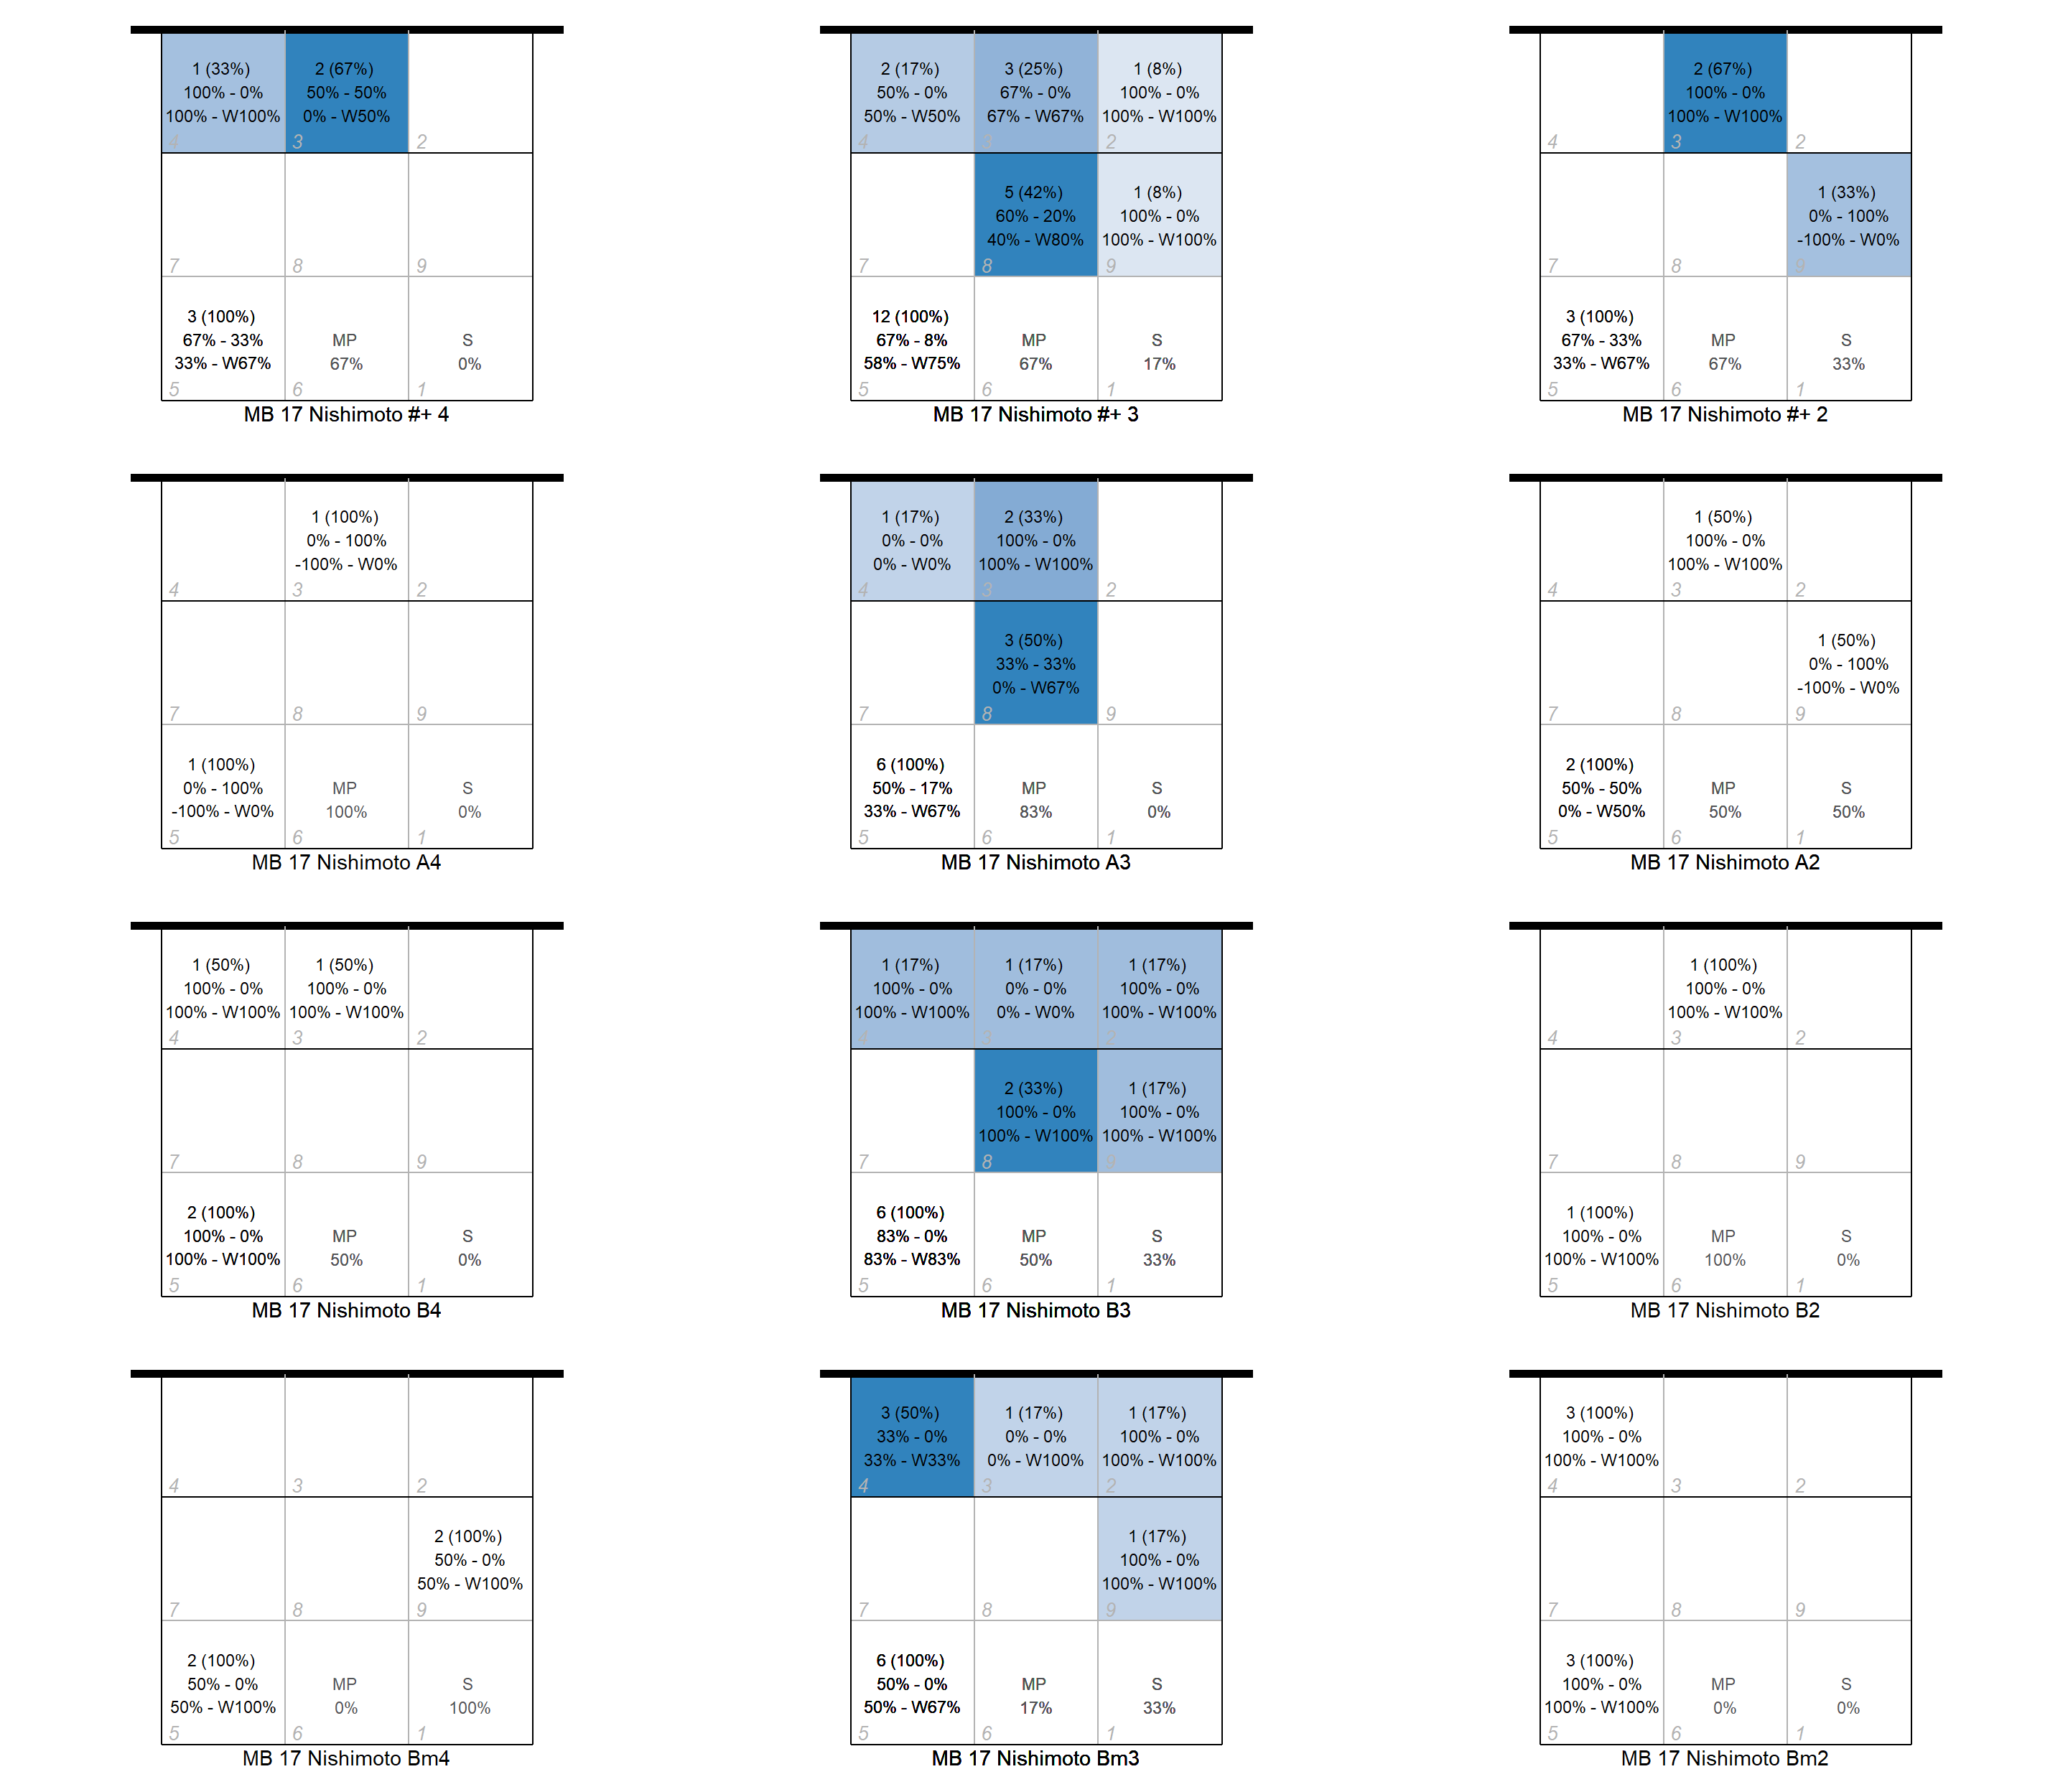 1 (33%)
100% - 0%
100% - W100%
4
2 (67%)
50% - 50%
0% - W50%
3
2
7
8
9
3 (100%)
67% - 33%
33% - W67%
5
MP
67%
6
S
0%
1
MB 17 Nishimoto #+ 4
2 (17%)
50% - 0%
50% - W50%
4
3 (25%)
67% - 0%
67% - W67%
3
1 (8%)
100% - 0%
100% - W100%
2
7
5 (42%)
60% - 20%
40% - W80%
8
1 (8%)
100% - 0%
100% - W100%
9
12 (100%)
67% - 8%
58% - W75%
5
MP
67%
6
S
17%
1
MB 17 Nishimoto #+ 3
4
2 (67%)
100% - 0%
100% - W100%
3
2
7
8
1 (33%)
0% - 100%
-100% - W0%
9
3 (100%)
67% - 33%
33% - W67%
5
MP
67%
6
S
33%
1
MB 17 Nishimoto #+ 2
4
1 (100%)
0% - 100%
-100% - W0%
3
2
7
8
9
1 (100%)
0% - 100%
-100% - W0%
5
MP
100%
6
S
0%
1
MB 17 Nishimoto A4
1 (17%)
0% - 0%
0% - W0%
4
2 (33%)
100% - 0%
100% - W100%
3
2
7
3 (50%)
33% - 33%
0% - W67%
8
9
6 (100%)
50% - 17%
33% - W67%
5
MP
83%
6
S
0%
1
MB 17 Nishimoto A3
4
1 (50%)
100% - 0%
100% - W100%
3
2
7
8
1 (50%)
0% - 100%
-100% - W0%
9
2 (100%)
50% - 50%
0% - W50%
5
MP
50%
6
S
50%
1
MB 17 Nishimoto A2
1 (50%)
100% - 0%
100% - W100%
4
1 (50%)
100% - 0%
100% - W100%
3
2
7
8
9
2 (100%)
100% - 0%
100% - W100%
5
MP
50%
6
S
0%
1
MB 17 Nishimoto B4
1 (17%)
100% - 0%
100% - W100%
4
1 (17%)
0% - 0%
0% - W0%
3
1 (17%)
100% - 0%
100% - W100%
2
7
2 (33%)
100% - 0%
100% - W100%
8
1 (17%)
100% - 0%
100% - W100%
9
6 (100%)
83% - 0%
83% - W83%
5
MP
50%
6
S
33%
1
MB 17 Nishimoto B3
4
1 (100%)
100% - 0%
100% - W100%
3
2
7
8
9
1 (100%)
100% - 0%
100% - W100%
5
MP
100%
6
S
0%
1
MB 17 Nishimoto B2
4
3
2
7
8
2 (100%)
50% - 0%
50% - W100%
9
2 (100%)
50% - 0%
50% - W100%
5
MP
0%
6
S
100%
1
MB 17 Nishimoto Bm4
3 (50%)
33% - 0%
33% - W33%
4
1 (17%)
0% - 0%
0% - W100%
3
1 (17%)
100% - 0%
100% - W100%
2
7
8
1 (17%)
100% - 0%
100% - W100%
9
6 (100%)
50% - 0%
50% - W67%
5
MP
17%
6
S
33%
1
MB 17 Nishimoto Bm3
3 (100%)
100% - 0%
100% - W100%
4
3
2
7
8
9
3 (100%)
100% - 0%
100% - W100%
5
MP
0%
6
S
0%
1
MB 17 Nishimoto Bm2